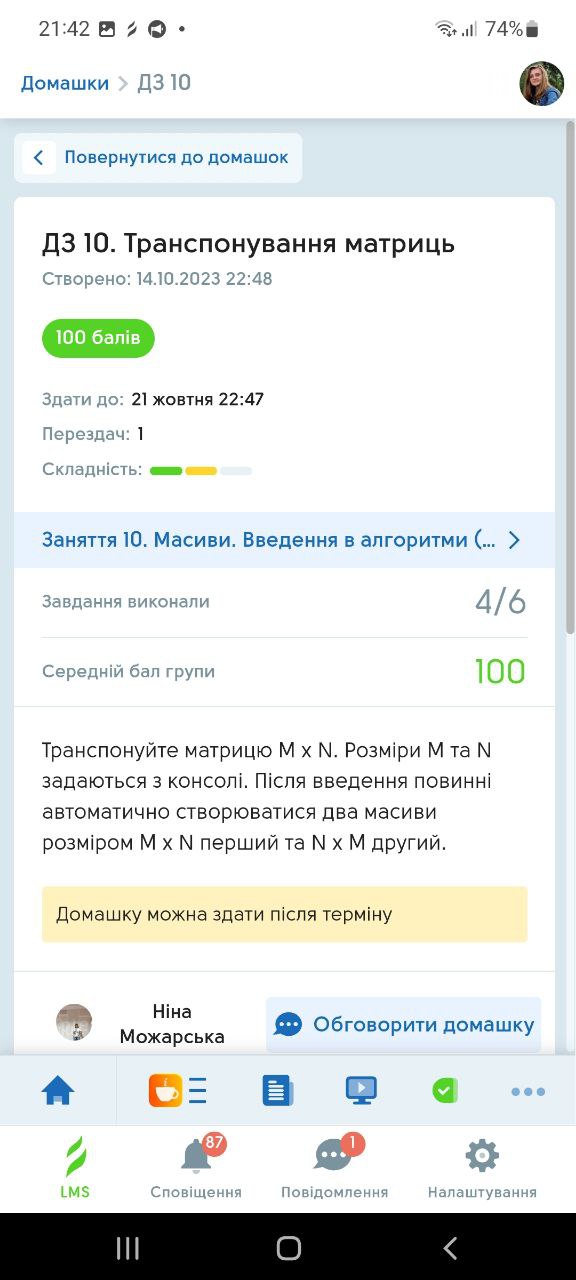 21:42
74%
Домашки > ДЗ 10
Повернутися до домашок
ДЗ 10. Транспонування матриць
Створено: 14.10.2023 22:48
100 балів
Здати до: 21 жовтня 22:47
Перездач: 1
Складність:
Заняття 10. Масиви. Введення в алгоритми (...
Завдання виконали 4/6
Середній бал групи 100
Транспонуйте матрицю M x N. Розміри M та N
задаються з консолі. Після введення повинні
автоматично створюватися два масиви
розміром M x N перший та N x M другий.
Домашку можна здати після терміну
Ніна
Можарська
Обговорити домашку
87
1
LMS
Сповіщення
Повідомлення
Налаштування